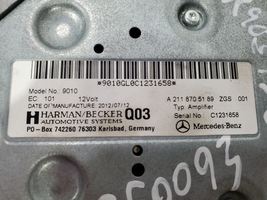 *9010GL0C1231658*
Model No.: 9010 A 211 870 51 89 ZGS 001
EC 101 12Volt Typ: Amplifier
DATE OF MANUFACTURE: 2012/07/12 Serial No.: C1231658
HARMAN/BECKER Q03
AUTOMOTIVE SYSTEMS Mercedes-Benz
PO-Box 742260 76303 Karlsbad, Germany